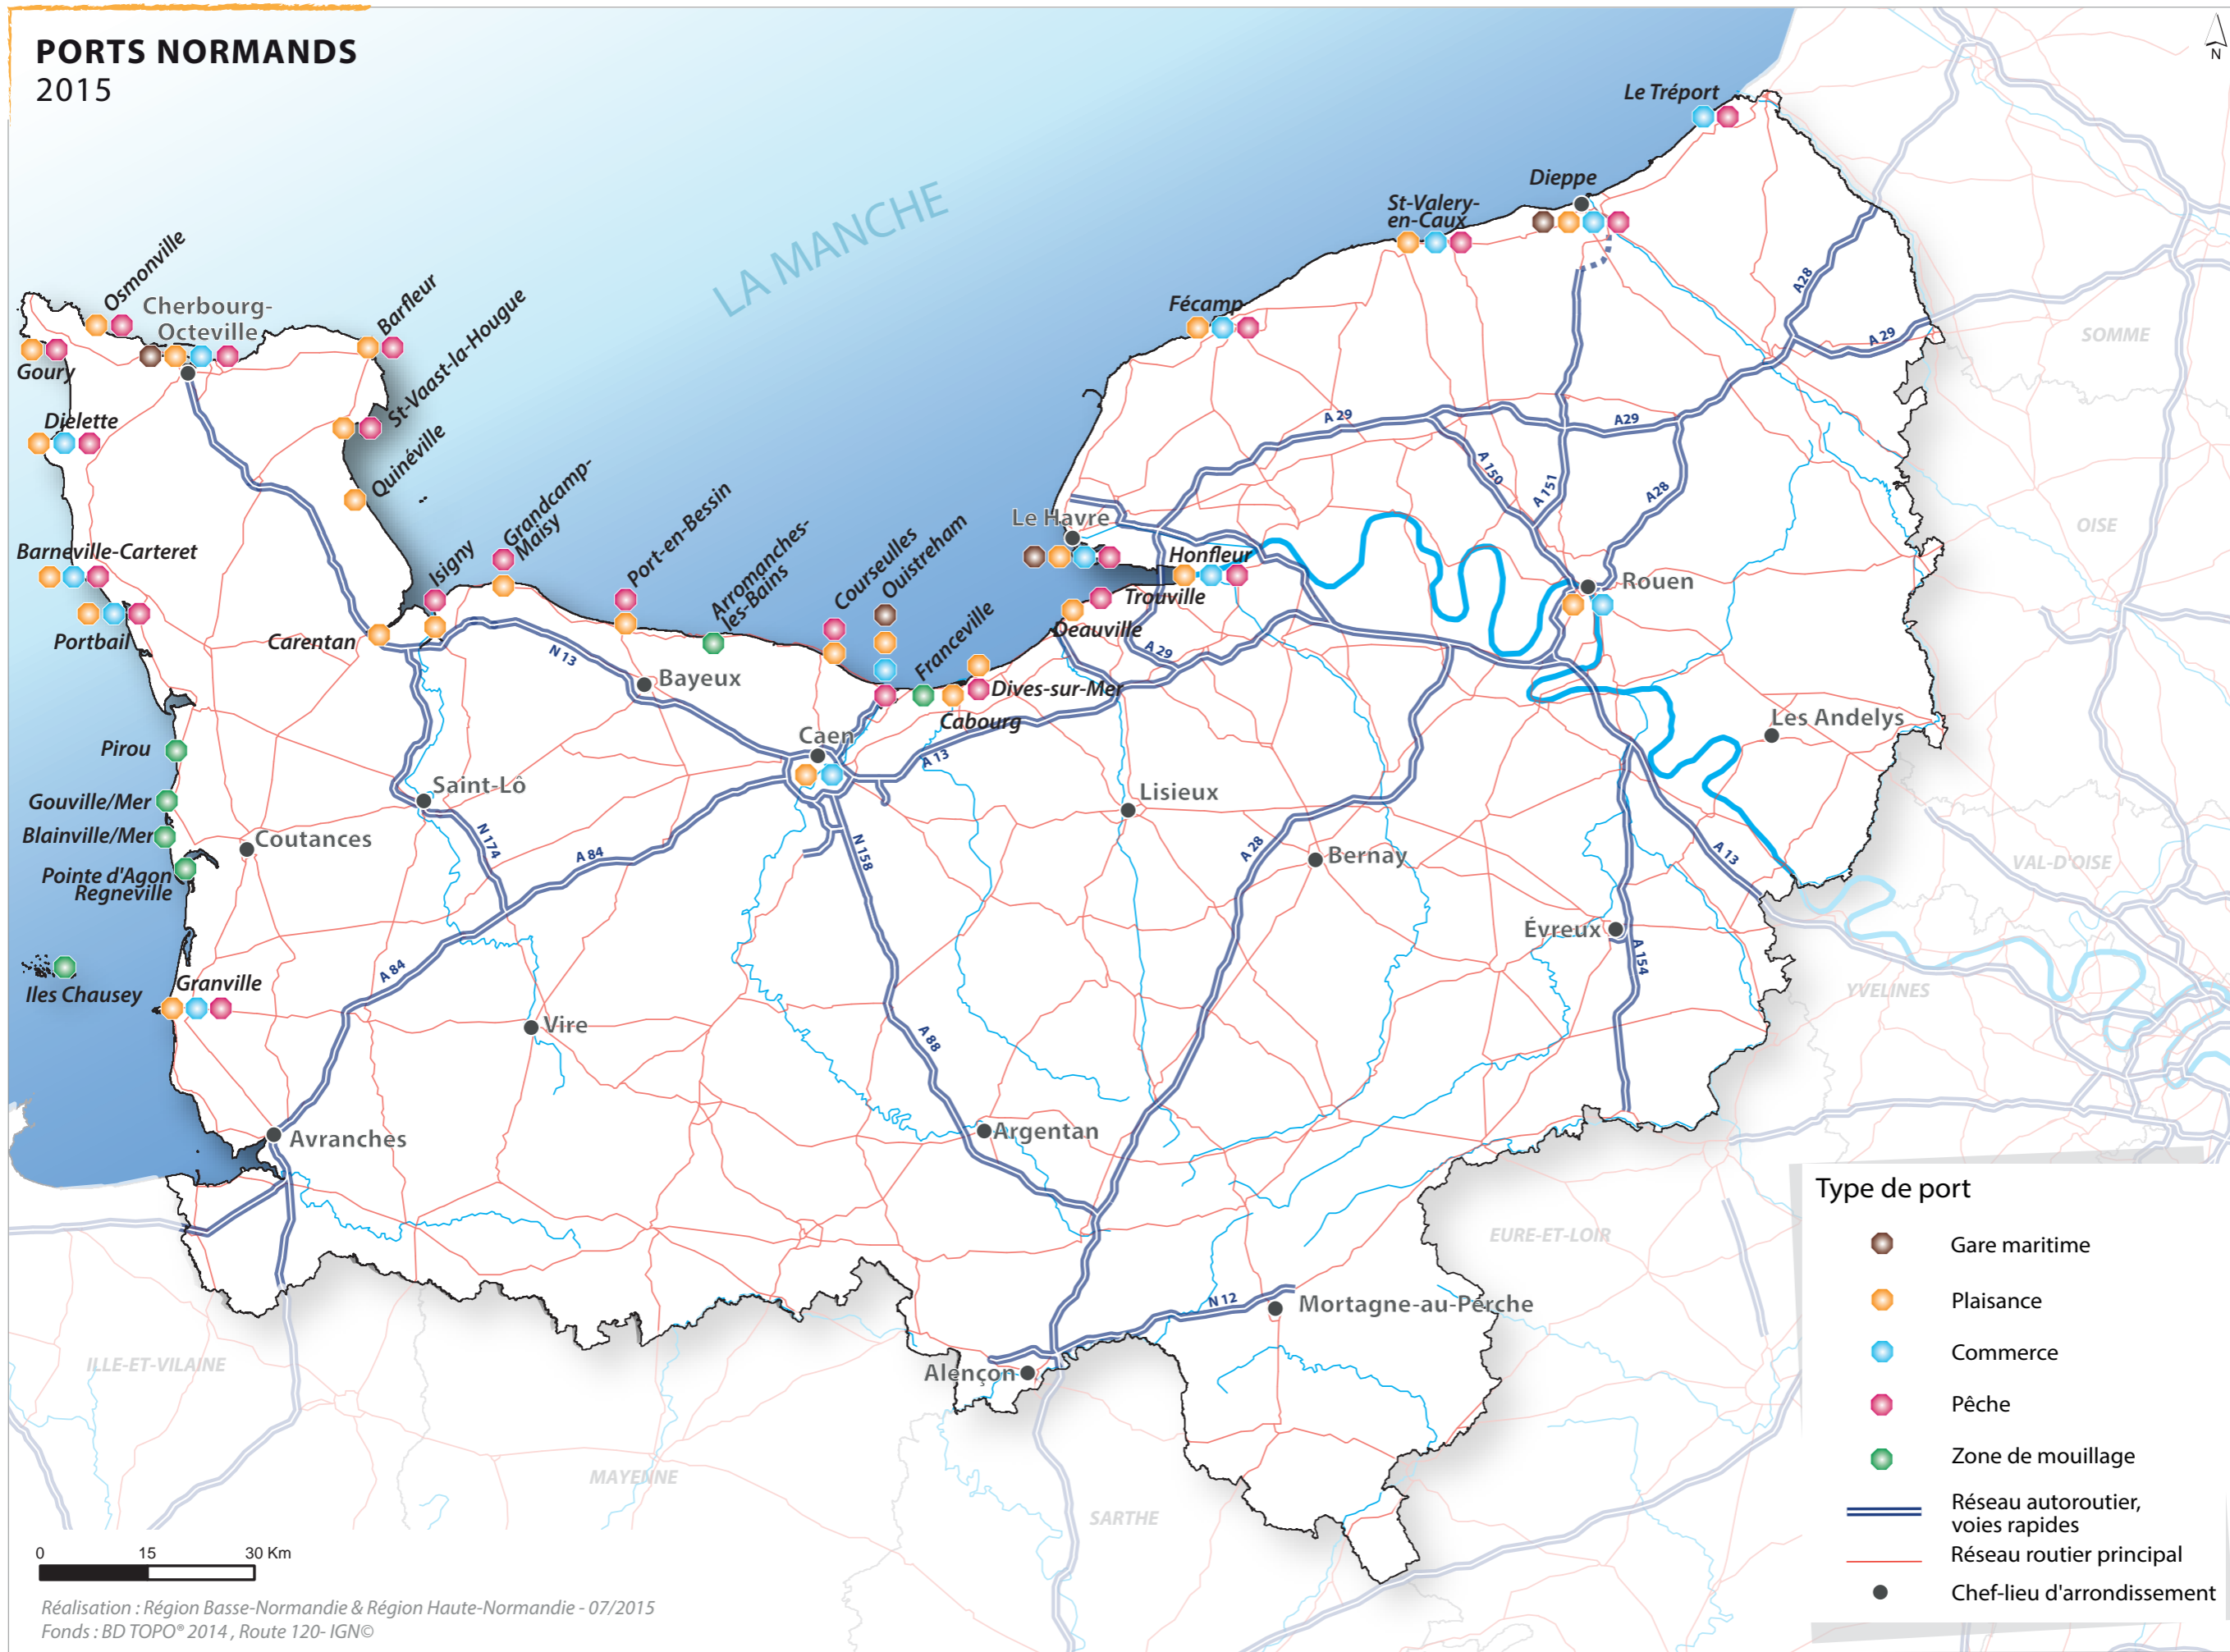 PORTS NORMANDS
2015
N
LA MANCHE
Le Tréport
Dieppe
St-Valery-
en-Caux
Fécamp
Osmonville
Cherbourg-
Octeville
Barfleur
St-Vaast-la-Hougue
Goury
Djelette
Quinéville
Grandcamp-
Maisy
Port-en-Bessin
Arromanches-
les-Bains
Courseulles
Ouistreham
Franceville
Isigny
Barneville-Carteret
Portbail
Carentan
Le Havre
Honfleur
Trouville
Deauville
Dives-sur-Mer
Cabourg
Rouen
Bayeux
Caen
Les Andelys
Lisieux
Pirou
Gouville/Mer
Blainville/Mer
Pointe d'Agon
Regneville
Saint-Lô
Coutances
Bernay
Évreux
Iles Chausey
Granville
Vire
Avranches
Argentan
Mortagne-au-Perche
Alençon
A28
A 29
A 29
A29
A 150
A 151
A28
N 13
A 29
A 13
N 174
A 84
N 158
A 28
A 13
A 154
A 84
A 88
N 12
SOMME
OISE
VAL-D'OISE
YVELINES
EURE-ET-LOIR
ILLE-ET-VILAINE
MAYENNE
SARTHE
Type de port
Gare maritime
Plaisance
Commerce
Pêche
Zone de mouillage
Réseau autoroutier,
voies rapides
Réseau routier principal
Chef-lieu d'arrondissement
0 15 30 Km
Réalisation : Région Basse-Normandie & Région Haute-Normandie - 07/2015
Fonds : BD TOPO® 2014 , Route 120- IGN©